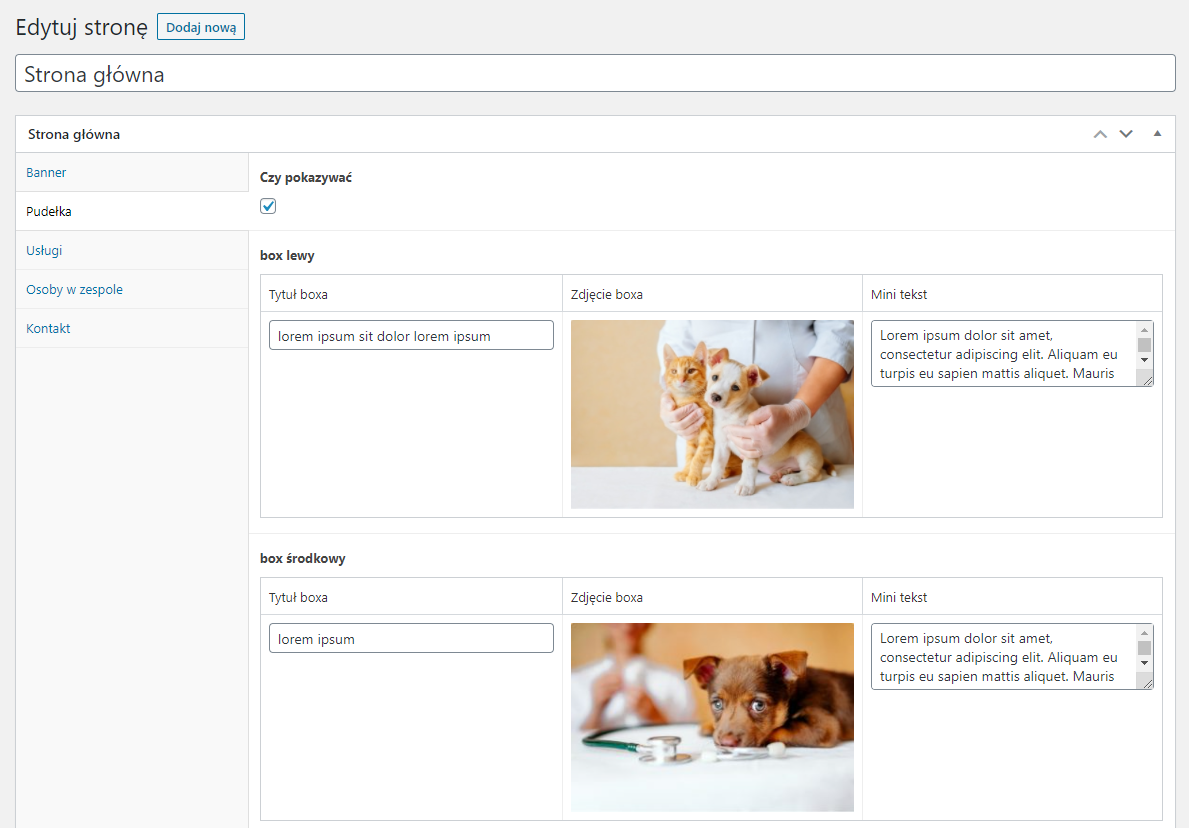 Edytuj stronę Dodaj nową
Strona główna
Strona główna
Banner
Pudełka
Usługi
Osoby w zespole
Kontakt
Czy pokazywać
box lewy
Tytuł boxa Zdjęcie boxa Mini tekst
lorem ipsum sit dolor lorem ipsum
Lorem ipsum dolor sit amet,
consectetur adipiscing elit. Aliquam eu
turpis eu sapien mattis aliquet. Mauris
box środkowy
Tytuł boxa Zdjęcie boxa Mini tekst
lorem ipsum
Lorem ipsum dolor sit amet,
consectetur adipiscing elit. Aliquam eu
turpis eu sapien mattis aliquet. Mauris